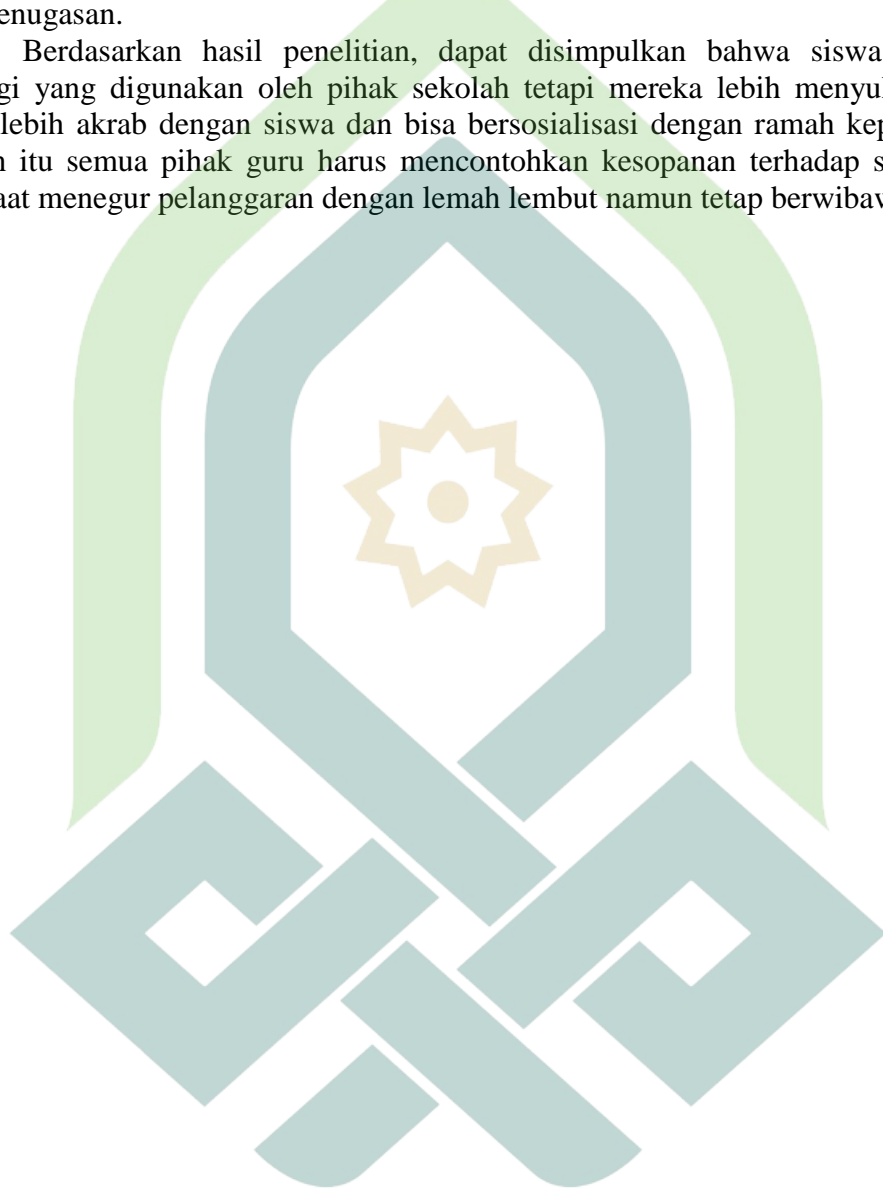 enugasan.
Berdasarkan hasil penelitian, dapat disimpulkan bahwa siswa
gi yang digunakan oleh pihak sekolah tetapi mereka lebih menyu
lebih akrab dengan siswa dan bisa bersosialisasi dengan ramah kep
n itu semua pihak guru harus mencontohkan kesopanan terhadap s
aat menegur pelanggaran dengan lemah lembut namun tetap berwibaw